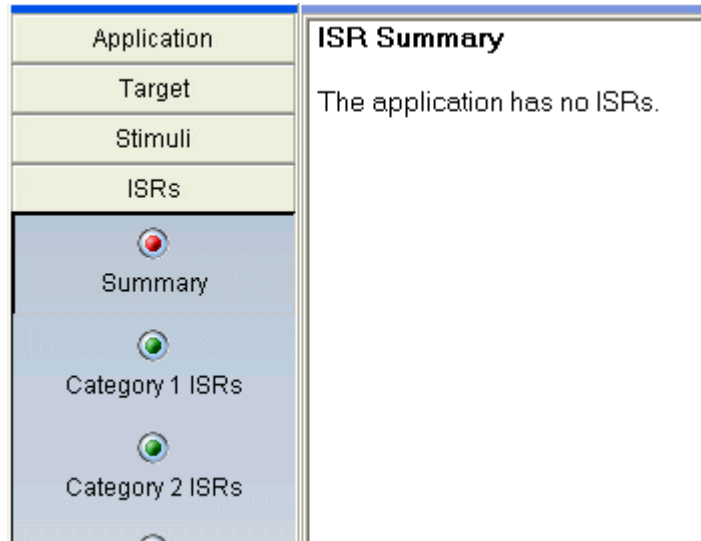 Application
Target
Stimuli
ISRs
Summary
Category 1 ISRs
Category 2 ISRs
ISR Summary
The application has no ISRs.